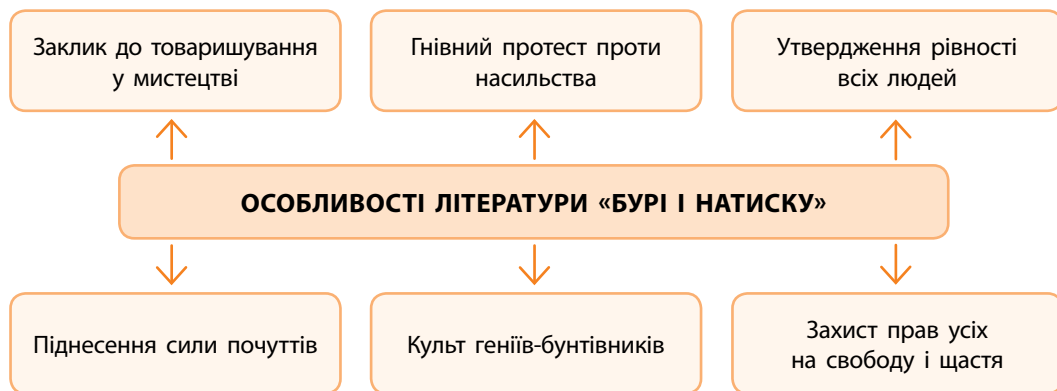 Заклик до товаришування
у мистецтві
Гнівний протест проти
насильства
Утвердження рівності
всіх людей
ОСОБЛИВОСТІ ЛІТЕРАТУРИ «БУРІ І НАТИСКУ»
Піднесення сили почуттів
Культ геніїв-бунтівників
Захист прав усіх
на свободу і щастя